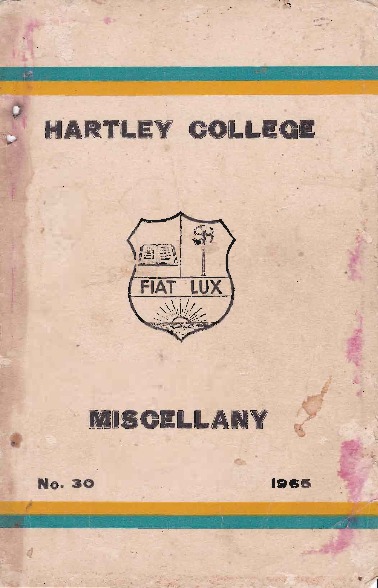 HARTLEY COLLEGE
FIAT LUX
MISCELLANY
No. 30 1965